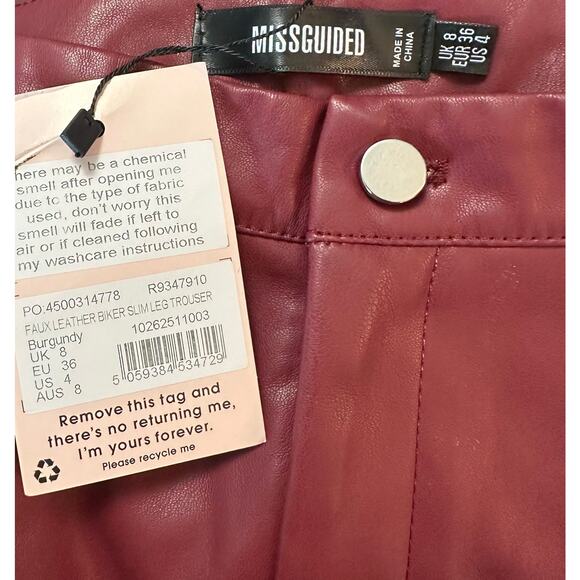 MISSGUIDED
MADE IN
CHINA
UK 8
EUR 36
US 4
here may be a chemical
smell after opening me
due to the type of fabric
used, don't worry this
smell will fade if left to
air or if cleaned following
my washcare instructions
PO:4500314778 R9347910
FAUX LEATHER BIKER SLIM LEG TROUSER
Burgundy 10262511003
UK 8
EU 36
US 4
AUS 8
5 059384 534729
Remove this tag and
there's no returning me,
I'm yours forever.
Please recycle me